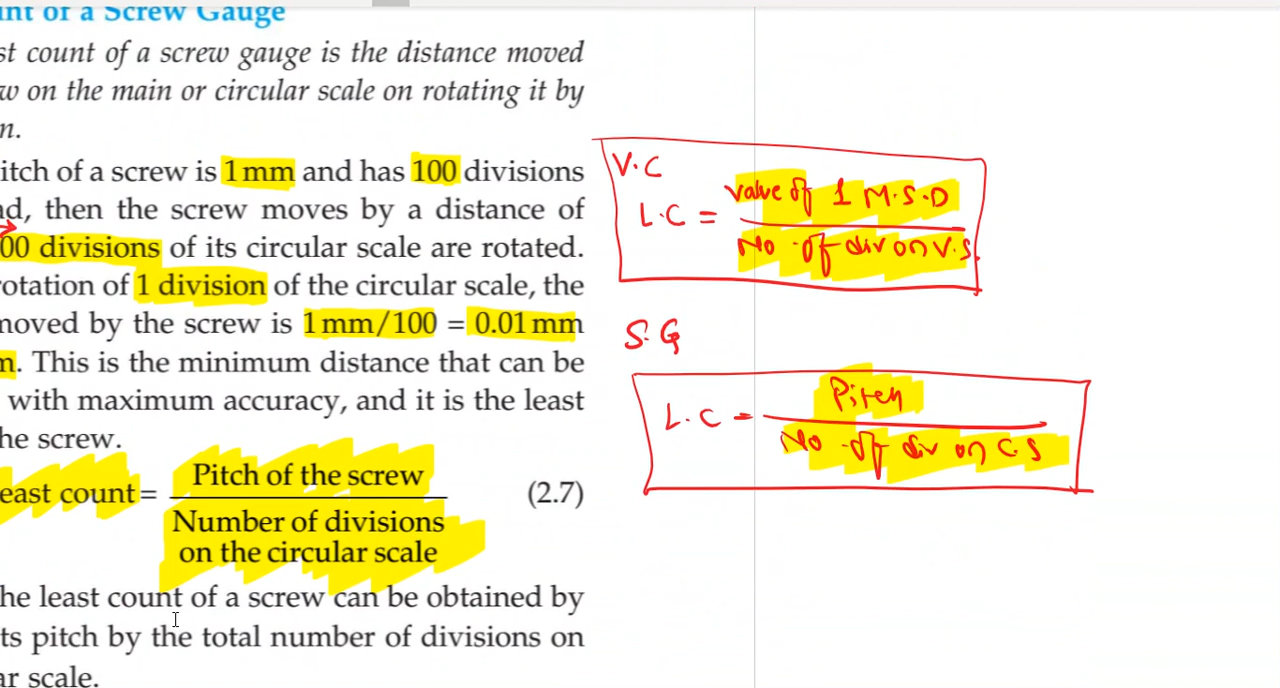 nt of a Screw Gauge
st count of a screw gauge is the distance moved
w on the main or circular scale on rotating it by
n.
itch of a screw is 1 mm and has 100 divisions
d, then the screw moves by a distance of
00 divisions of its circular scale are rotated.
otation of 1 division of the circular scale, the
moved by the screw is 1 mm/100 = 0.01 mm
m. This is the minimum distance that can be
with maximum accuracy, and it is the least
he screw.
east count = Pitch of the screw
Number of divisions
on the circular scale
(2.7)
he least count of a screw can be obtained by
ts pitch by the total number of divisions on
ar scale.
V.C
L.C = Value of 1 M.S.D
No of div on V.S.
S.G
L.C = Pitch
No of div on C.S